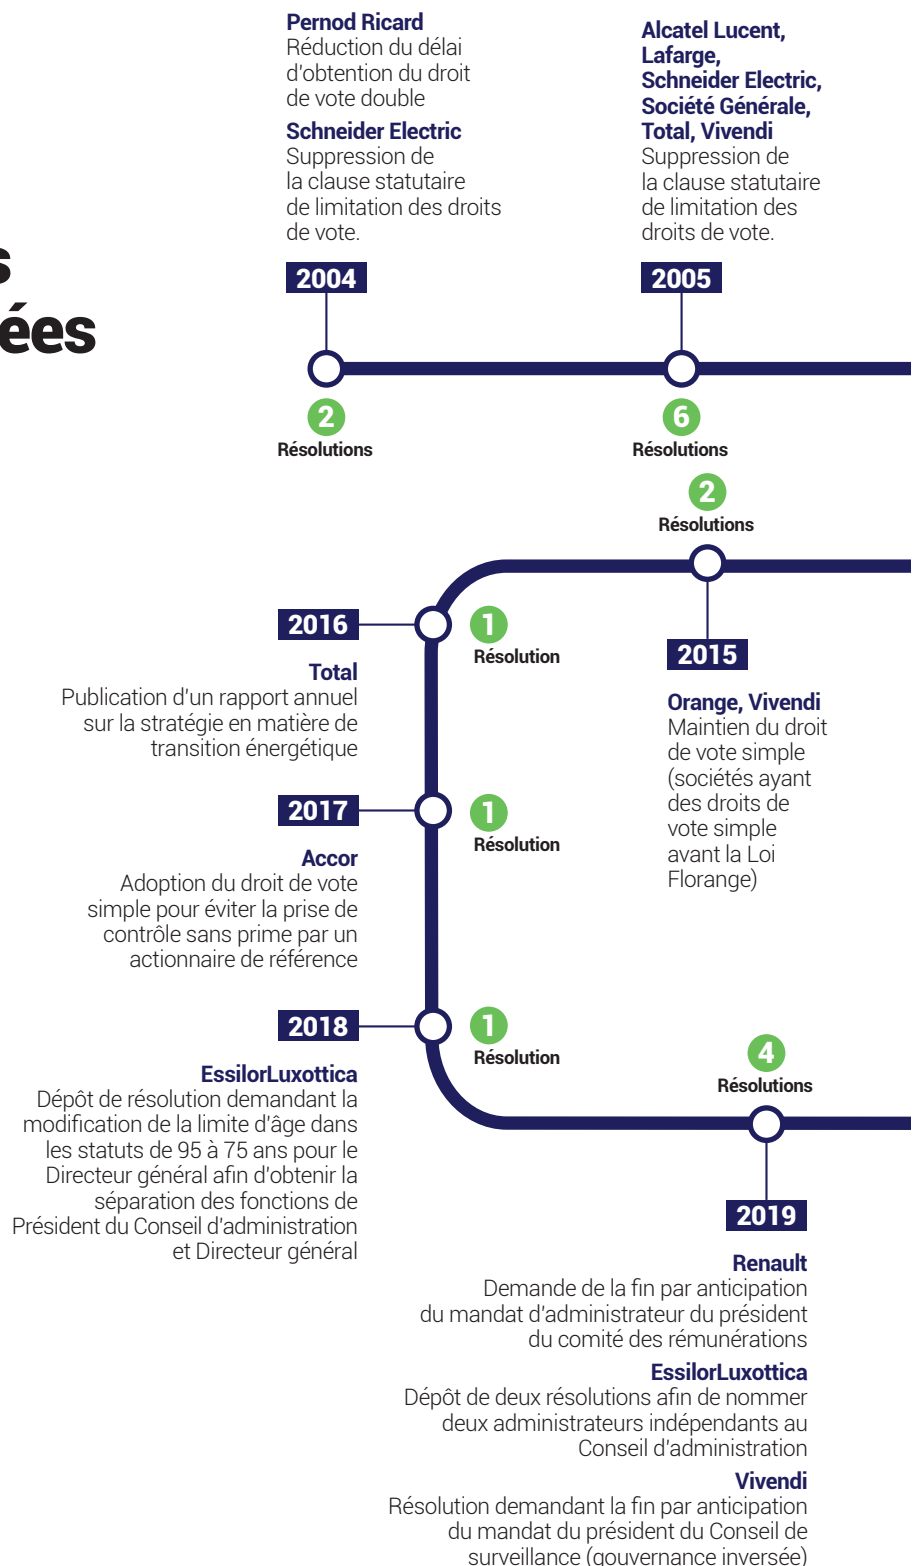 s
ées
Pernod Ricard
Réduction du délai
d'obtention du droit
de vote double
Schneider Electric
Suppression de
la clause statutaire
de limitation des droits
de vote.
2004
2
Résolutions
Alcatel Lucent,
Lafarge,
Schneider Electric,
Société Générale,
Total, Vivendi
Suppression de
la clause statutaire
de limitation des
droits de vote.
2005
6
Résolutions
2
Résolutions
2015
Orange, Vivendi
Maintien du droit
de vote simple
(sociétés ayant
des droits de
vote simple
avant la Loi
Florange)
2016
1
Résolution
Total
Publication d'un rapport annuel
sur la stratégie en matière de
transition énergétique
2017
1
Résolution
Accor
Adoption du droit de vote
simple pour éviter la prise de
contrôle sans prime par un
actionnaire de référence
2018
1
Résolution
EssilorLuxottica
Dépôt de résolution demandant la
modification de la limite d'âge dans
les statuts de 95 à 75 ans pour le
Directeur général afin d'obtenir la
séparation des fonctions de
Président du Conseil d'administration
et Directeur général
4
Résolutions
2019
Renault
Demande de la fin par anticipation
du mandat d'administrateur du président
du comité des rémunérations
EssilorLuxottica
Dépôt de deux résolutions afin de nommer
deux administrateurs indépendants au
Conseil d'administration
Vivendi
Résolution demandant la fin par anticipation
du mandat du président du Conseil de
surveillance (gouvernance inversée)